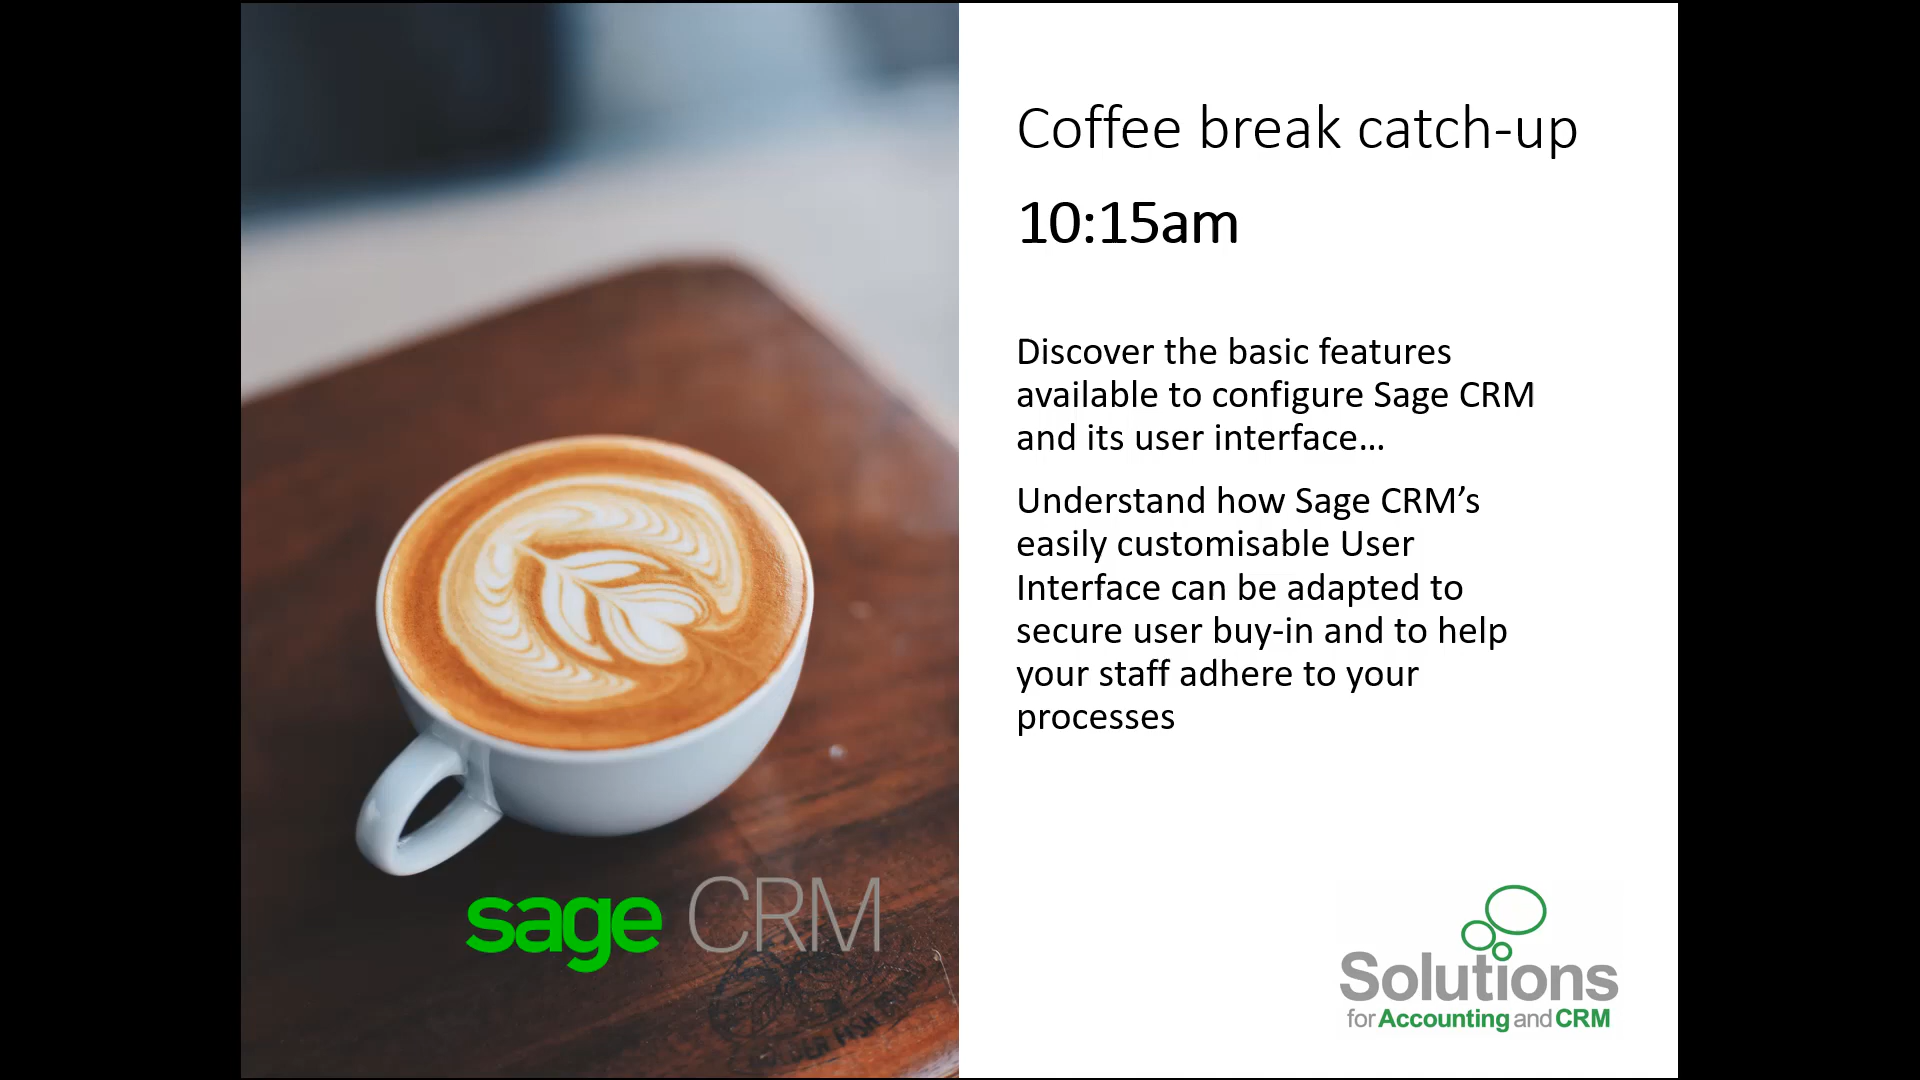 Coffee break catch-up
10:15am
Discover the basic features
available to configure Sage CRM
and its user interface…
Understand how Sage CRM’s
easily customisable User
Interface can be adapted to
secure user buy-in and to help
your staff adhere to your
processes
sage CRM
Solutions
for Accounting and CRM